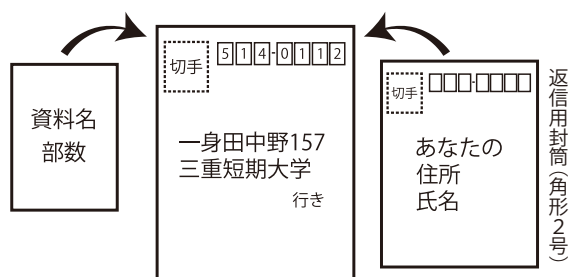 資料名
部数
切手
514-0112
一身田中野157
三重短期大学
行き
切手
あなたの
住所
氏名
返信用封筒(角形2号)